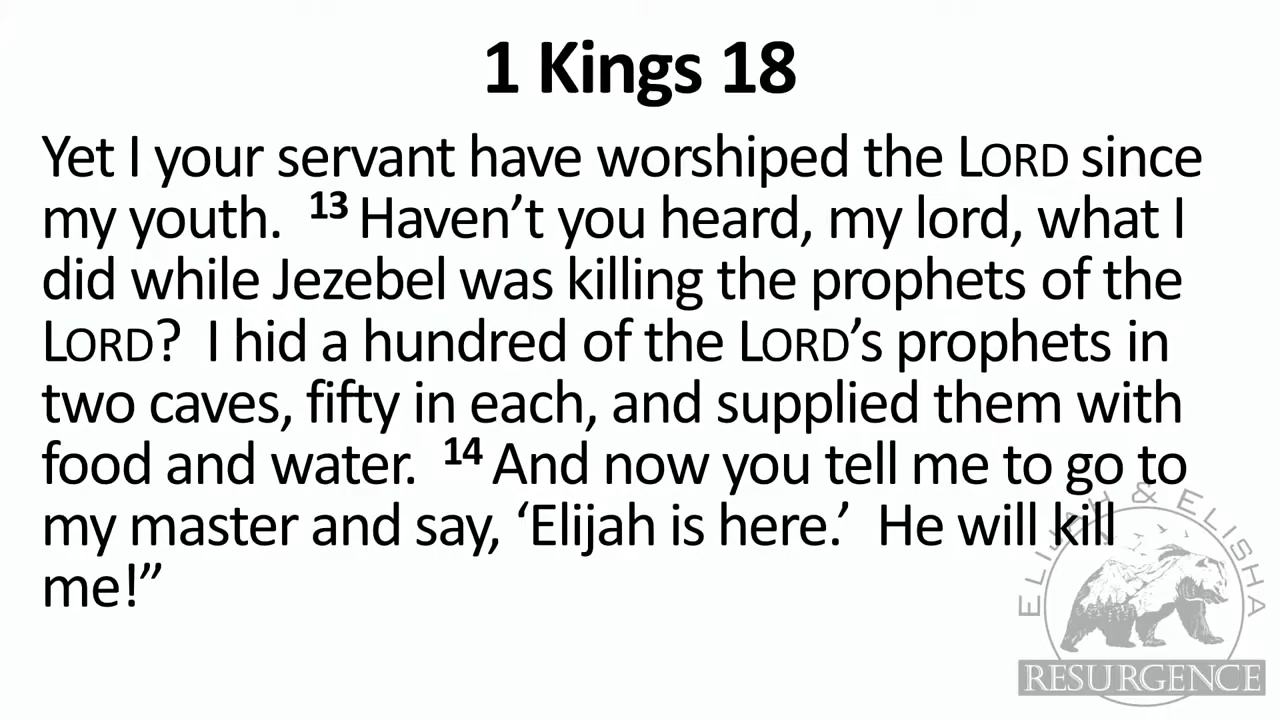 1 Kings 18
Yet I your servant have worshiped the LORD since
my youth.  13 Haven’t you heard, my lord, what I
did while Jezebel was killing the prophets of the
LORD?  I hid a hundred of the LORD’s prophets in
two caves, fifty in each, and supplied them with
food and water.  14 And now you tell me to go to
my master and say, ‘Elijah is here.’  He will kill
me!”
ELIJAH & ELISHA
RESURGENCE